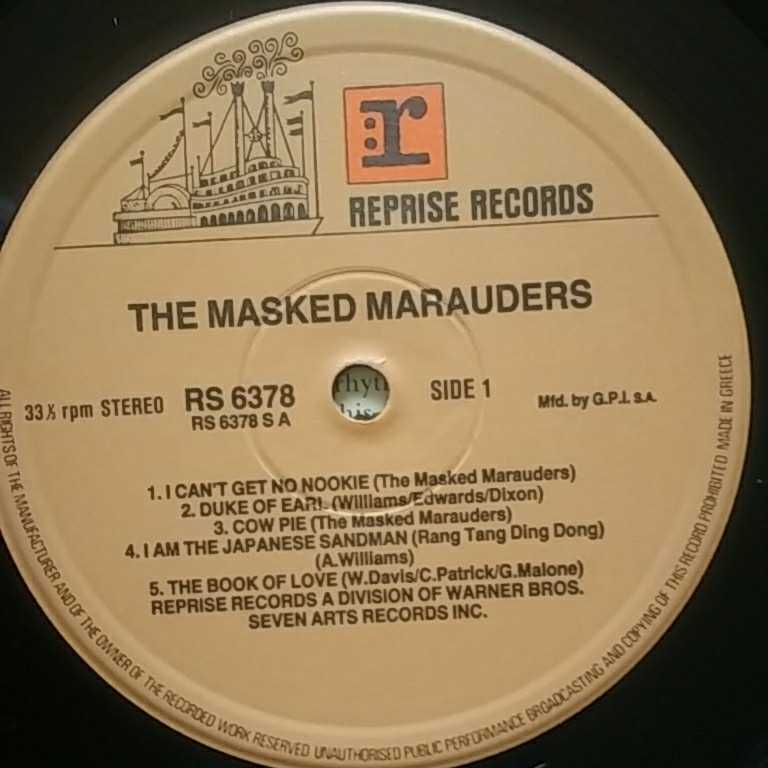 r
REPRISE RECORDS
THE MASKED MARAUDERS
33⅓ rpm STEREO
RS 6378
RS 6378 S A
SIDE 1
Mfd. by G.P.I. S.A.
1. I CAN'T GET NO NOOKIE (The Masked Marauders)
2. DUKE OF EARL (Williams/Edwards/Dixon)
3. COW PIE (The Masked Marauders)
4. I AM THE JAPANESE SANDMAN (Rang Tang Ding Dong)
(A.Williams)
5. THE BOOK OF LOVE (W.Davis/C.Patrick/G.Malone)
REPRISE RECORDS A DIVISION OF WARNER BROS.
SEVEN ARTS RECORDS INC.
ALL RIGHTS OF THE MANUFACTURER AND OF THE OWNER OF THE RECORDED WORK RESERVED UNAUTHORISED PUBLIC PERFORMANCE BROADCASTING AND COPYING OF THIS RECORD PROHIBITED MADE IN GREECE